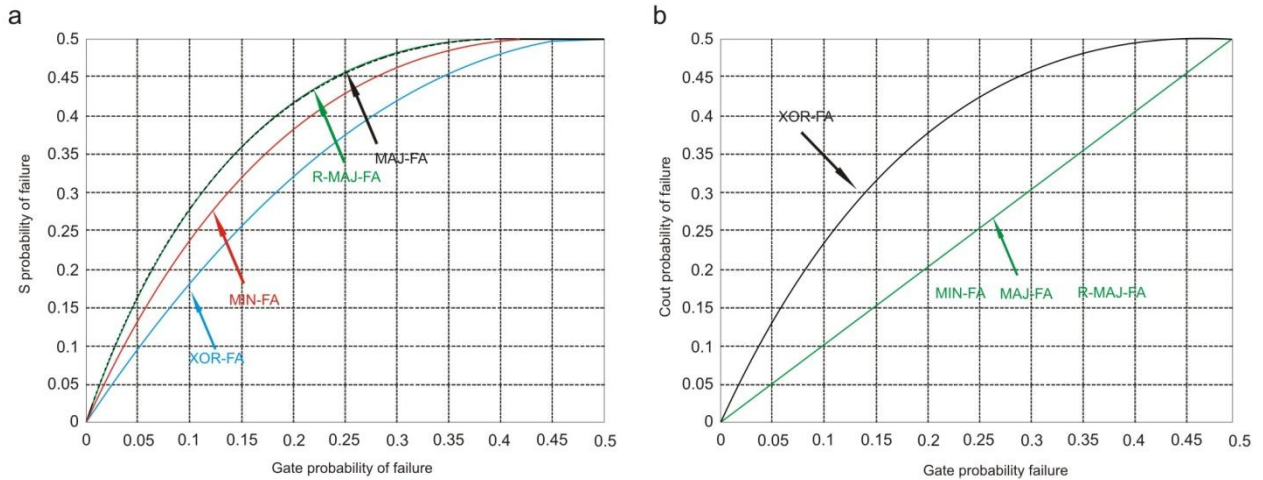 a
0.5
0.45
0.4
0.35
0.3
0.25
0.2
0.15
0.1
0.05
0
S probability of failure
MAJ-FA
R-MAJ-FA
MIN-FA
XOR-FA
0 0.05 0.1 0.15 0.2 0.25 0.3 0.35 0.4 0.45 0.5
Gate probability of failure
b
0.5
0.45
0.4
0.35
0.3
0.25
0.2
0.15
0.1
0.05
0
Cout probability of failure
XOR-FA
MIN-FA MAJ-FA R-MAJ-FA
0 0.05 0.1 0.15 0.2 0.25 0.3 0.35 0.4 0.45 0.5
Gate probability failure